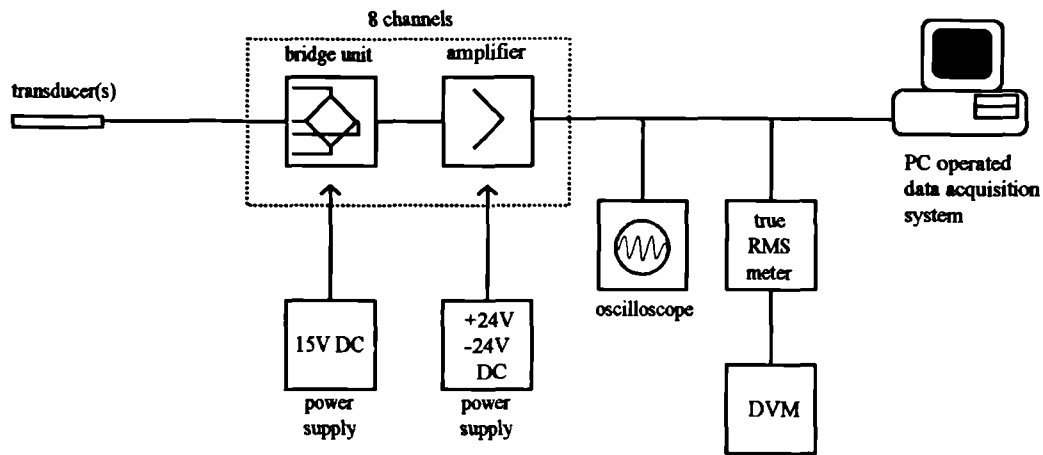 8 channels
bridge unit
amplifier
transducer(s)
PC operated
data acquisition
system
true
RMS
meter
oscilloscope
15V DC
+24V
-24V
DC
power
supply
power
supply
DVM